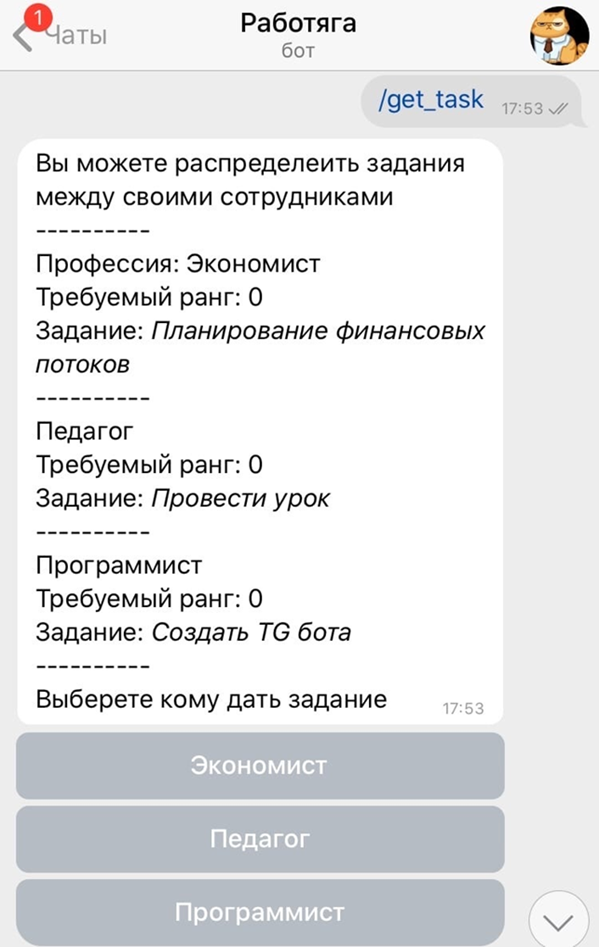 1
Чаты
Работяга
бот
/get_task 17:53
Вы можете распределеить задания
между своими сотрудниками
----------
Профессия: Экономист
Требуемый ранг: 0
Задание: Планирование финансовых
потоков
----------
Педагог
Требуемый ранг: 0
Задание: Провести урок
----------
Программист
Требуемый ранг: 0
Задание: Создать TG бота
----------
Выберете кому дать задание
17:53
Экономист
Педагог
Программист